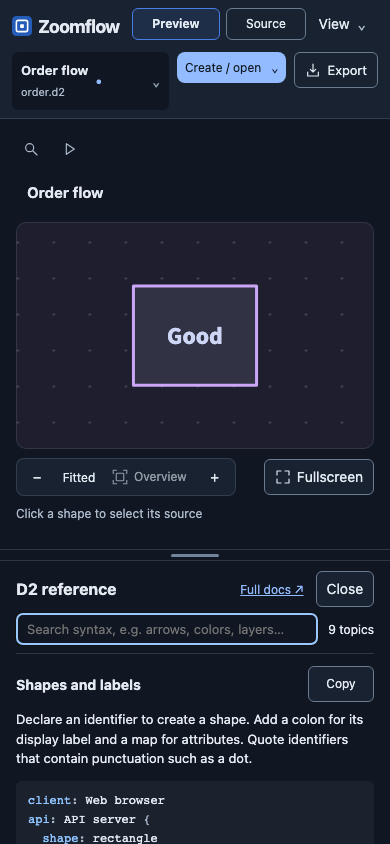 Zoomflow
Preview
Source
View
Order flow
order.d2
Create / open
Export
Order flow
Good
− Fitted Overview +
Fullscreen
Click a shape to select its source
D2 reference
Full docs ↗
Close
Search syntax, e.g. arrows, colors, layers...
9 topics
Shapes and labels
Copy
Declare an identifier to create a shape. Add a colon for its
display label and a map for attributes. Quote identifiers
that contain punctuation such as a dot.
client: Web browser
api: API server {
shape: rectangle